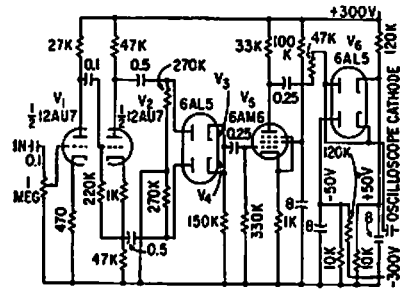 +300V
27K 47K 33K 100K 47K V6 120K
0.1 0.5 270K 6AL5
V3
V1 V2 6AL5 V5 0.25
1/2 12AU7 1/2 12AU7 0.25 6AM6
IN 0.1
1 MEG 470 220K 1K 270K V4 120K -50V +50V
150K 330K 1K 8 8 8
47K 0.5 10K 10K
-300V
TO OSCILLOSCOPE CATHODE